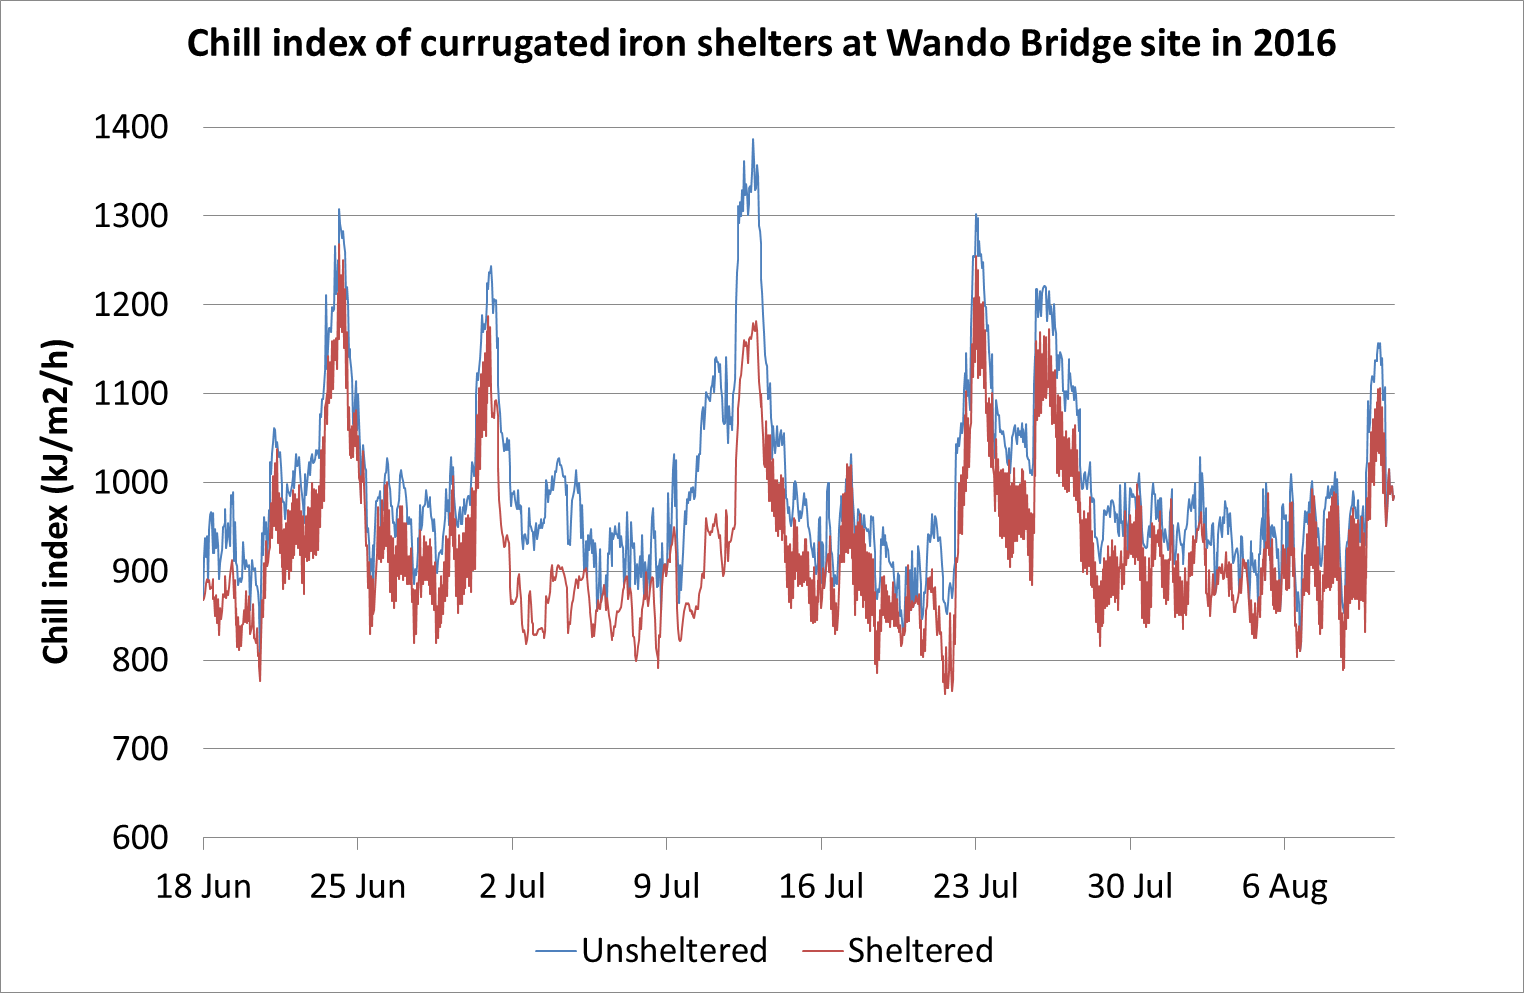 Chill index of currugated iron shelters at Wando Bridge site in 2016
Chill index (kJ/m2/h)
1400
1300
1200
1100
1000
900
800
700
600
18 Jun 25 Jun 2 Jul 9 Jul 16 Jul 23 Jul 30 Jul 6 Aug
Unsheltered Sheltered